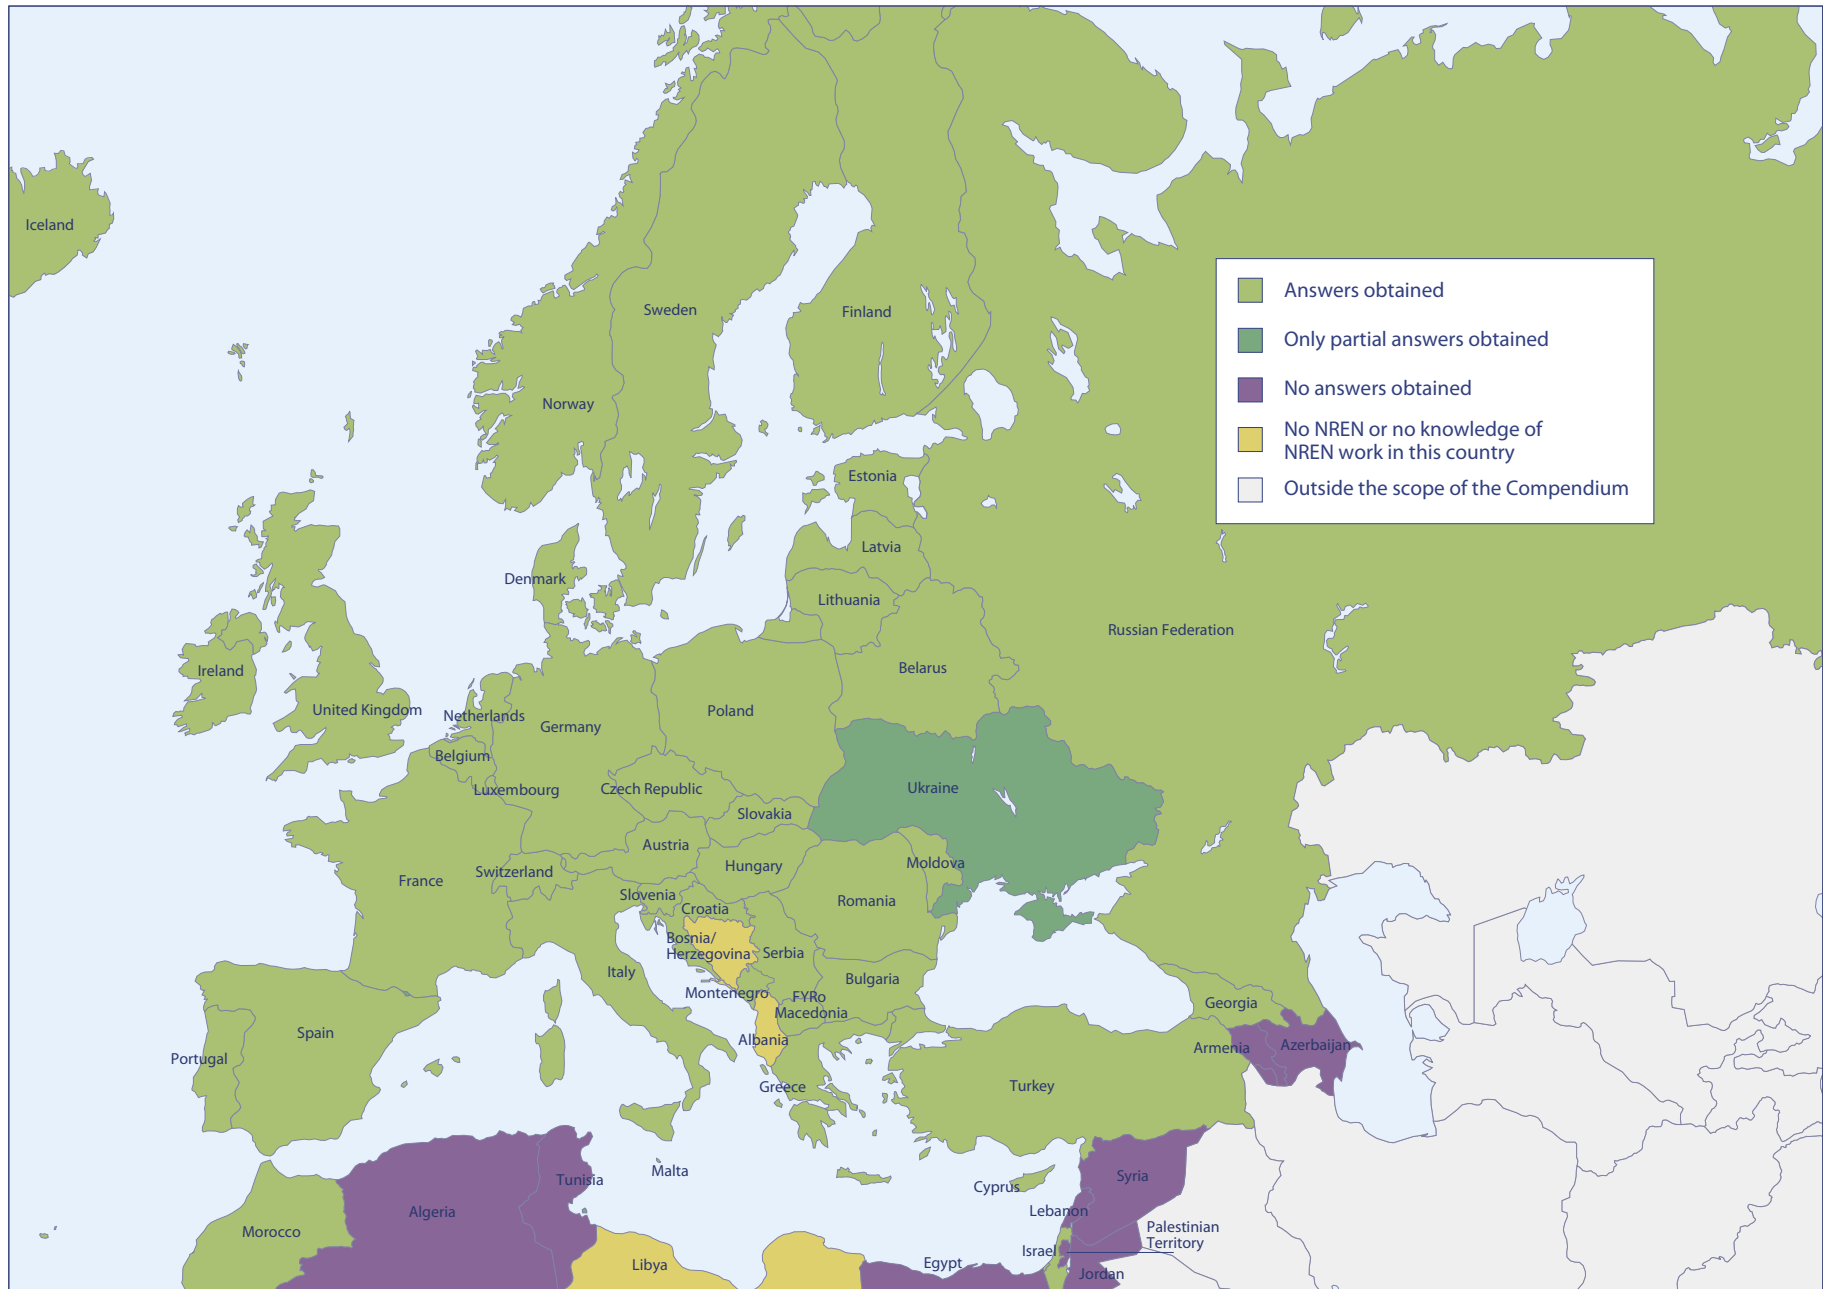 Iceland
Sweden
Finland
Norway
Answers obtained
Only partial answers obtained
No answers obtained
No NREN or no knowledge of
NREN work in this country
Outside the scope of the Compendium
Estonia
Latvia
Denmark
Lithuania
Russian Federation
Ireland
Belarus
United Kingdom
Netherlands
Germany
Poland
Belgium
Luxembourg
Czech Republic
Ukraine
Slovakia
Austria
Hungary
Moldova
France
Switzerland
Slovenia
Croatia
Romania
Bosnia/
Herzegovina
Serbia
Italy
Bulgaria
Montenegro
FYRo
Macedonia
Georgia
Spain
Portugal
Albania
Armenia
Azerbaijan
Greece
Turkey
Malta
Tunisia
Syria
Cyprus
Algeria
Lebanon
Morocco
Palestinian
Territory
Israel
Libya
Egypt
Jordan